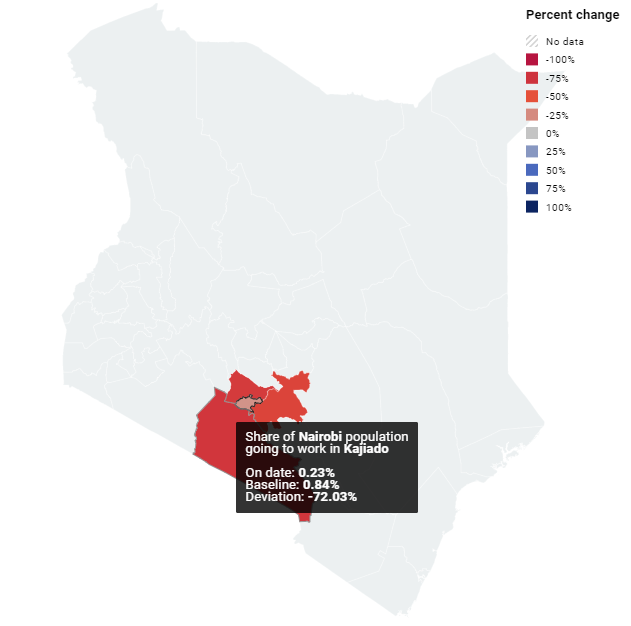 Percent change
No data
-100%
-75%
-50%
-25%
0%
25%
50%
75%
100%
Share of Nairobi population
going to work in Kajiado
On date: 0.23%
Baseline: 0.84%
Deviation: -72.03%